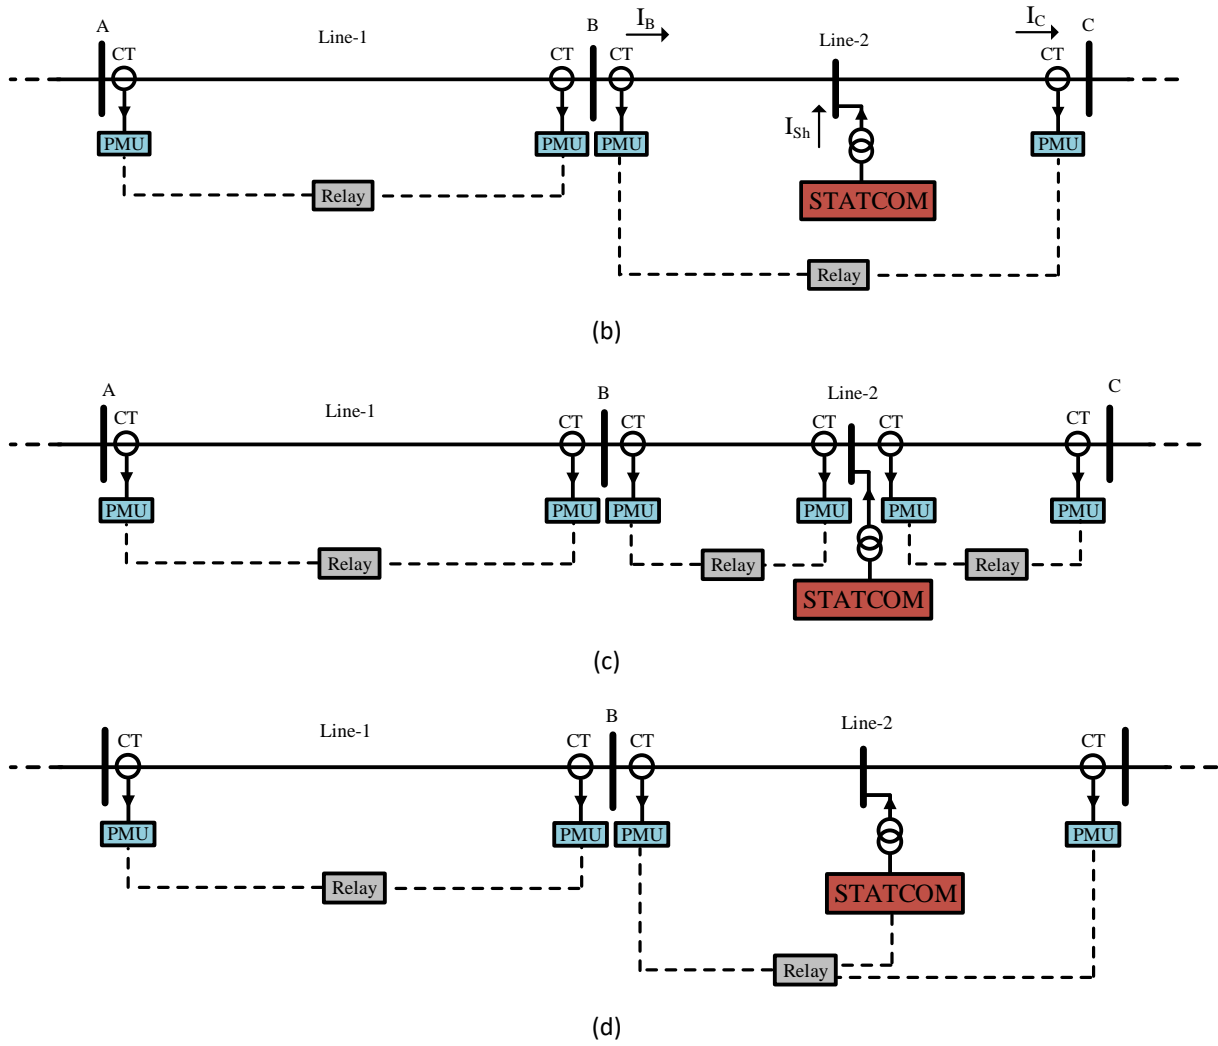 A
CT
Line-1
CT
B
CT
I_B
Line-2
I_C
CT
C
PMU
PMU
PMU
I_Sh
PMU
Relay
STATCOM
Relay
(b)
A
CT
Line-1
CT
B
CT
Line-2
CT
CT
CT
C
PMU
PMU
PMU
PMU
PMU
PMU
Relay
Relay
Relay
STATCOM
(c)
CT
Line-1
CT
B
CT
Line-2
CT
PMU
PMU
PMU
PMU
Relay
STATCOM
Relay
(d)